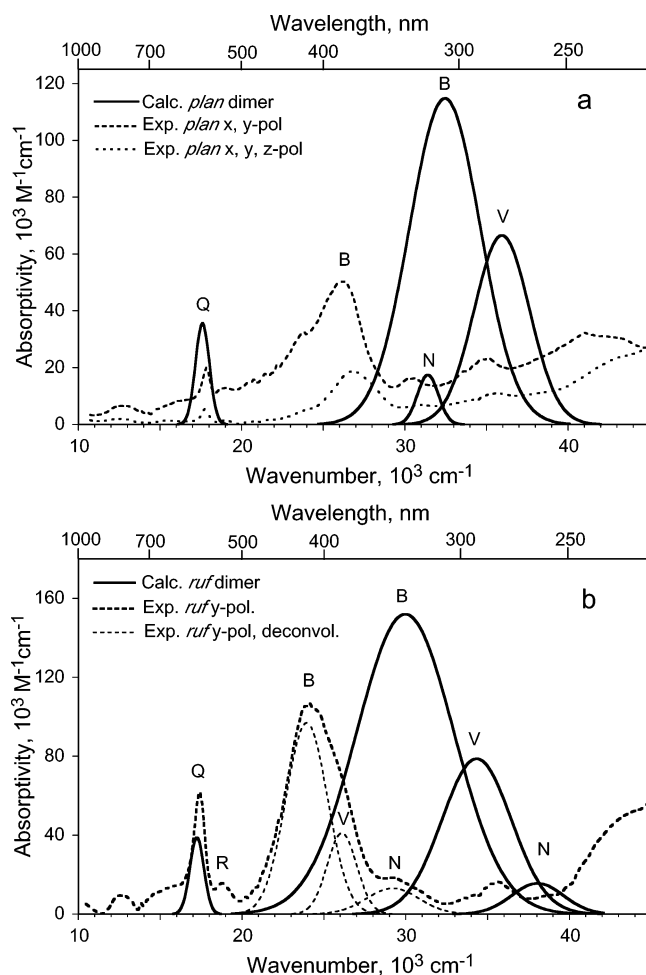 Wavelength, nm
1000 700 500 400 300 250
120
100
80
60
40
20
0
Absorptivity, 10³ M⁻¹cm⁻¹
a
Calc. plan dimer
Exp. plan x, y-pol
Exp. plan x, y, z-pol
Q
B
B
N
V
10 20 30 40
Wavenumber, 10³ cm⁻¹
Wavelength, nm
1000 700 500 400 300 250
160
120
80
40
0
Absorptivity, 10³ M⁻¹cm⁻¹
b
Calc. ruf dimer
Exp. ruf y-pol.
Exp. ruf y-pol, deconvol.
Q
R
B
V
N
B
V
N
10 20 30 40
Wavenumber, 10³ cm⁻¹